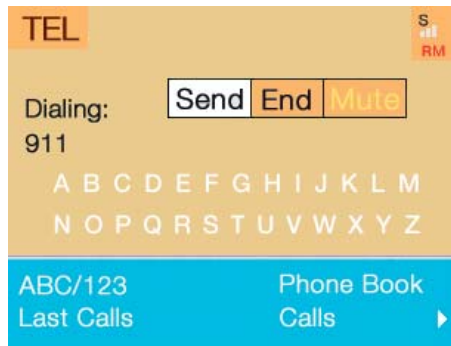 TEL
S
RM
Dialing:
Send End Mute
911
A B C D E F G H I J K L M
N O P Q R S T U V W X Y Z
ABC/123 Phone Book
Last Calls Calls